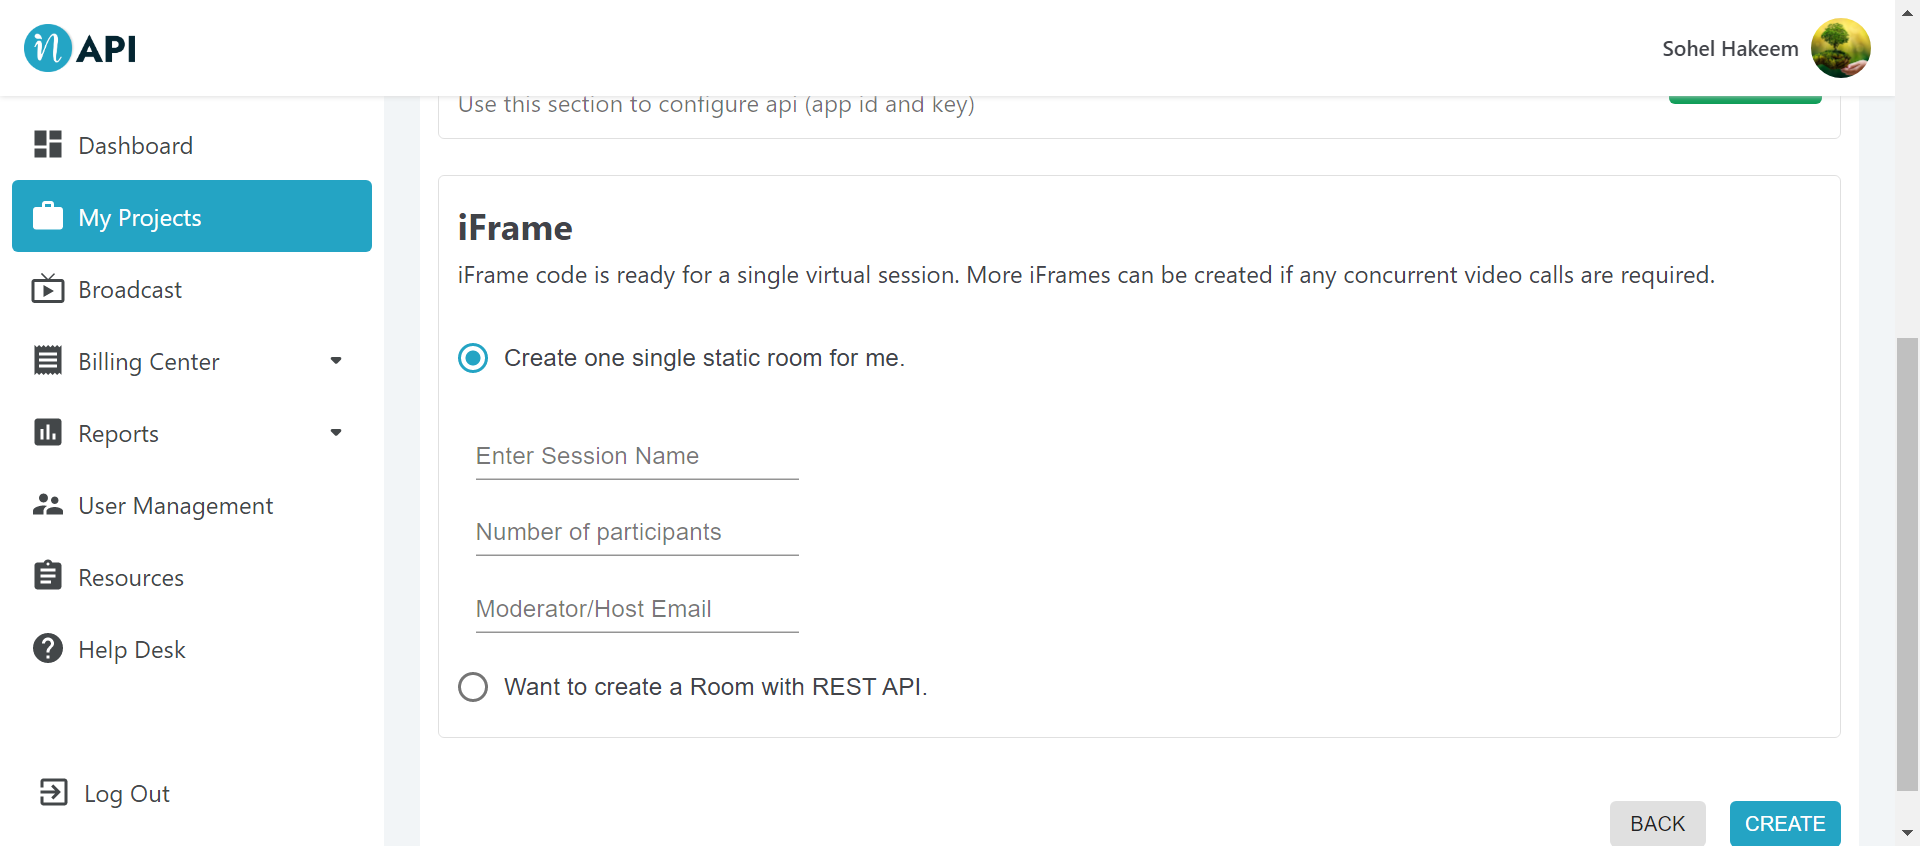 in API
Sohel Hakeem
Dashboard
My Projects
Broadcast
Billing Center
Reports
User Management
Resources
Help Desk
Log Out
Use this section to configure api (app id and key)
iFrame
iFrame code is ready for a single virtual session. More iFrames can be created if any concurrent video calls are required.
Create one single static room for me.
Enter Session Name
Number of participants
Moderator/Host Email
Want to create a Room with REST API.
BACK
CREATE